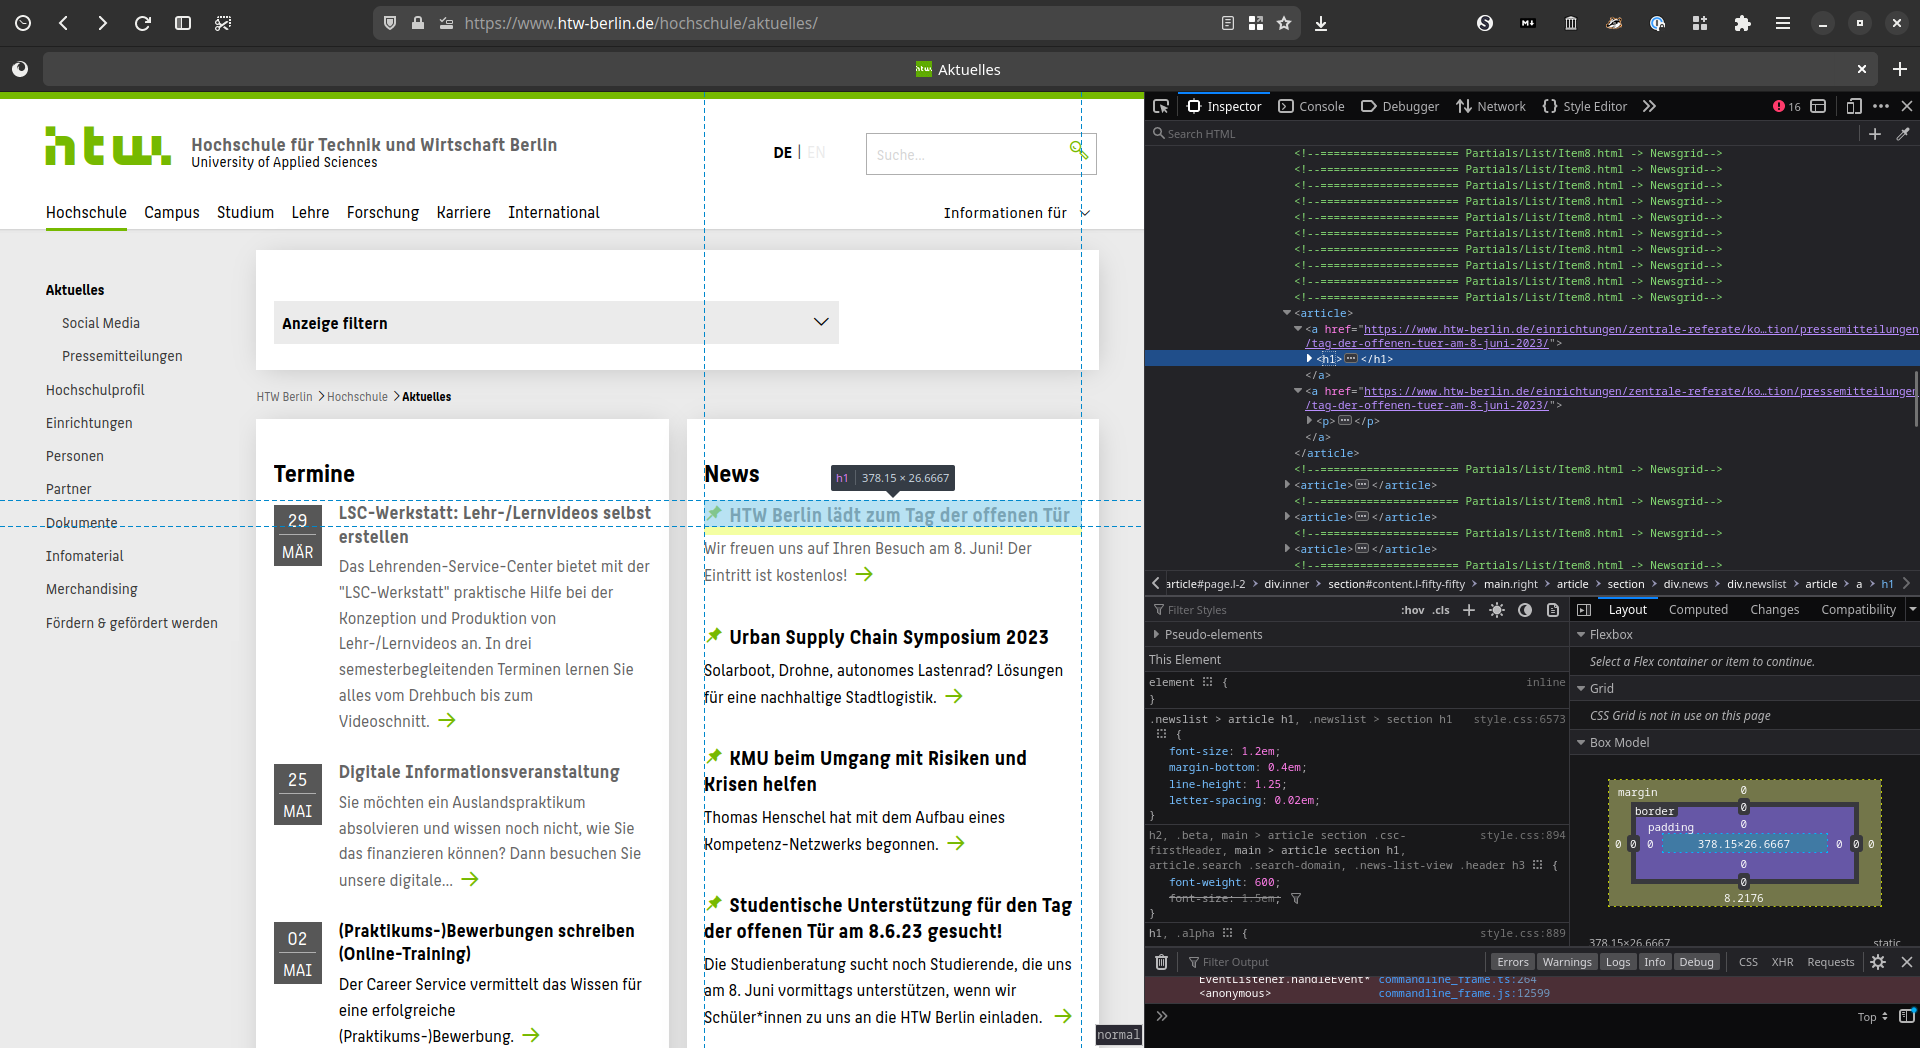 https://www.htw-berlin.de/hochschule/aktuelles/
htw. Aktuelles
htw.
Hochschule für Technik und Wirtschaft Berlin
University of Applied Sciences
DE | EN
Suche...
Hochschule Campus Studium Lehre Forschung Karriere International
Informationen für
Aktuelles
Social Media
Pressemitteilungen
Hochschulprofil
Einrichtungen
Personen
Partner
Dokumente
Infomaterial
Merchandising
Fördern & gefördert werden
Anzeige filtern
HTW Berlin Hochschule Aktuelles
Termine
29
MÄR
LSC-Werkstatt: Lehr-/Lernvideos selbst
erstellen
Das Lehrenden-Service-Center bietet mit der
"LSC-Werkstatt" praktische Hilfe bei der
Konzeption und Produktion von
Lehr-/Lernvideos an. In drei
semesterbegleitenden Terminen lernen Sie
alles vom Drehbuch bis zum
Videoschnitt.
25
MAI
Digitale Informationsveranstaltung
Sie möchten ein Auslandspraktikum
absolvieren und wissen noch nicht, wie Sie
das finanzieren können? Dann besuchen Sie
unsere digitale...
02
MAI
(Praktikums-)Bewerbungen schreiben
(Online-Training)
Der Career Service vermittelt das Wissen für
eine erfolgreiche
(Praktikums-)Bewerbung.
News
h1 | 378.15 × 26.6667
HTW Berlin lädt zum Tag der offenen Tür
Wir freuen uns auf Ihren Besuch am 8. Juni! Der
Eintritt ist kostenlos!
Urban Supply Chain Symposium 2023
Solarboot, Drohne, autonomes Lastenrad? Lösungen
für eine nachhaltige Stadtlogistik.
KMU beim Umgang mit Risiken und
Krisen helfen
Thomas Henschel hat mit dem Aufbau eines
Kompetenz-Netzwerks begonnen.
Studentische Unterstützung für den Tag
der offenen Tür am 8.6.23 gesucht!
Die Studienberatung sucht noch Studierende, die uns
am 8. Juni vormittags unterstützen, wenn wir
Schüler*innen zu uns an die HTW Berlin einladen.
normal
Inspector Console Debugger Network Style Editor 16
Search HTML
<!--===================== Partials/List/Item8.html -> Newsgrid-->
<!--===================== Partials/List/Item8.html -> Newsgrid-->
<!--===================== Partials/List/Item8.html -> Newsgrid-->
<!--===================== Partials/List/Item8.html -> Newsgrid-->
<!--===================== Partials/List/Item8.html -> Newsgrid-->
<!--===================== Partials/List/Item8.html -> Newsgrid-->
<!--===================== Partials/List/Item8.html -> Newsgrid-->
<!--===================== Partials/List/Item8.html -> Newsgrid-->
<!--===================== Partials/List/Item8.html -> Newsgrid-->
<!--===================== Partials/List/Item8.html -> Newsgrid-->
<article>
<a href="https://www.htw-berlin.de/einrichtungen/zentrale-referate/ko…tion/pressemitteilungen
/tag-der-offenen-tuer-am-8-juni-2023/">
<h1>…</h1>
</a>
<a href="https://www.htw-berlin.de/einrichtungen/zentrale-referate/ko…tion/pressemitteilungen
/tag-der-offenen-tuer-am-8-juni-2023/">
<p>…</p>
</a>
</article>
<!--===================== Partials/List/Item8.html -> Newsgrid-->
<article>…</article>
<!--===================== Partials/List/Item8.html -> Newsgrid-->
<article>…</article>
<!--===================== Partials/List/Item8.html -> Newsgrid-->
<article>…</article>
<!--===================== Partials/List/Item8.html -> Newsgrid-->
article#page.l-2 div.inner section#content.l-fifty-fifty main.right article section div.news div.newslist article a h1
Filter Styles :hov .cls
Pseudo-elements
This Element
element { inline
}
.newslist > article h1, .newslist > section h1 style.css:6573
{
font-size: 1.2em;
margin-bottom: 0.4em;
line-height: 1.25;
letter-spacing: 0.02em;
}
h2, .beta, main > article section .csc- style.css:894
firstHeader, main > article section h1,
article.search .search-domain, .news-list-view .header h3 {
font-weight: 600;
font-size: 1.5em;
}
h1, .alpha { style.css:889
Layout Computed Changes Compatibility
Flexbox
Select a Flex container or item to continue.
Grid
CSS Grid is not in use on this page
Box Model
margin 0
border 0
padding 0
0 0 0 378.15×26.6667 0 0 0
0
0
8.2176
378.15×26.6667 static
Filter Output Errors Warnings Logs Info Debug CSS XHR Requests
EventListener.handleEvent* commandline_frame.ts:264
<anonymous> commandline_frame.js:12599
Top